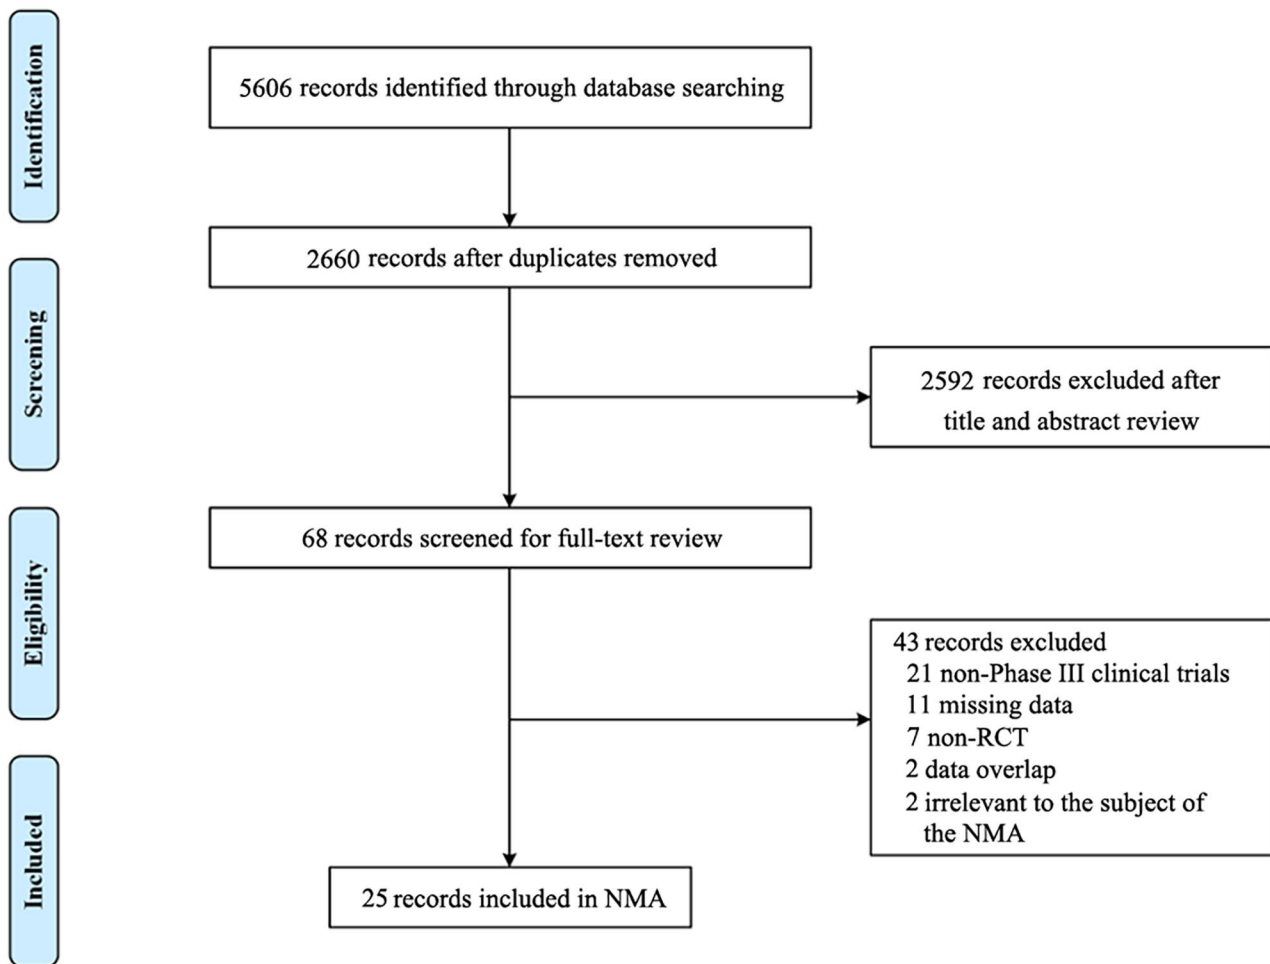 Identification
5606 records identified through database searching
2660 records after duplicates removed
Screening
2592 records excluded after
title and abstract review
68 records screened for full-text review
Eligibility
43 records excluded
21 non-Phase III clinical trials
11 missing data
7 non-RCT
2 data overlap
2 irrelevant to the subject of
the NMA
Included
25 records included in NMA